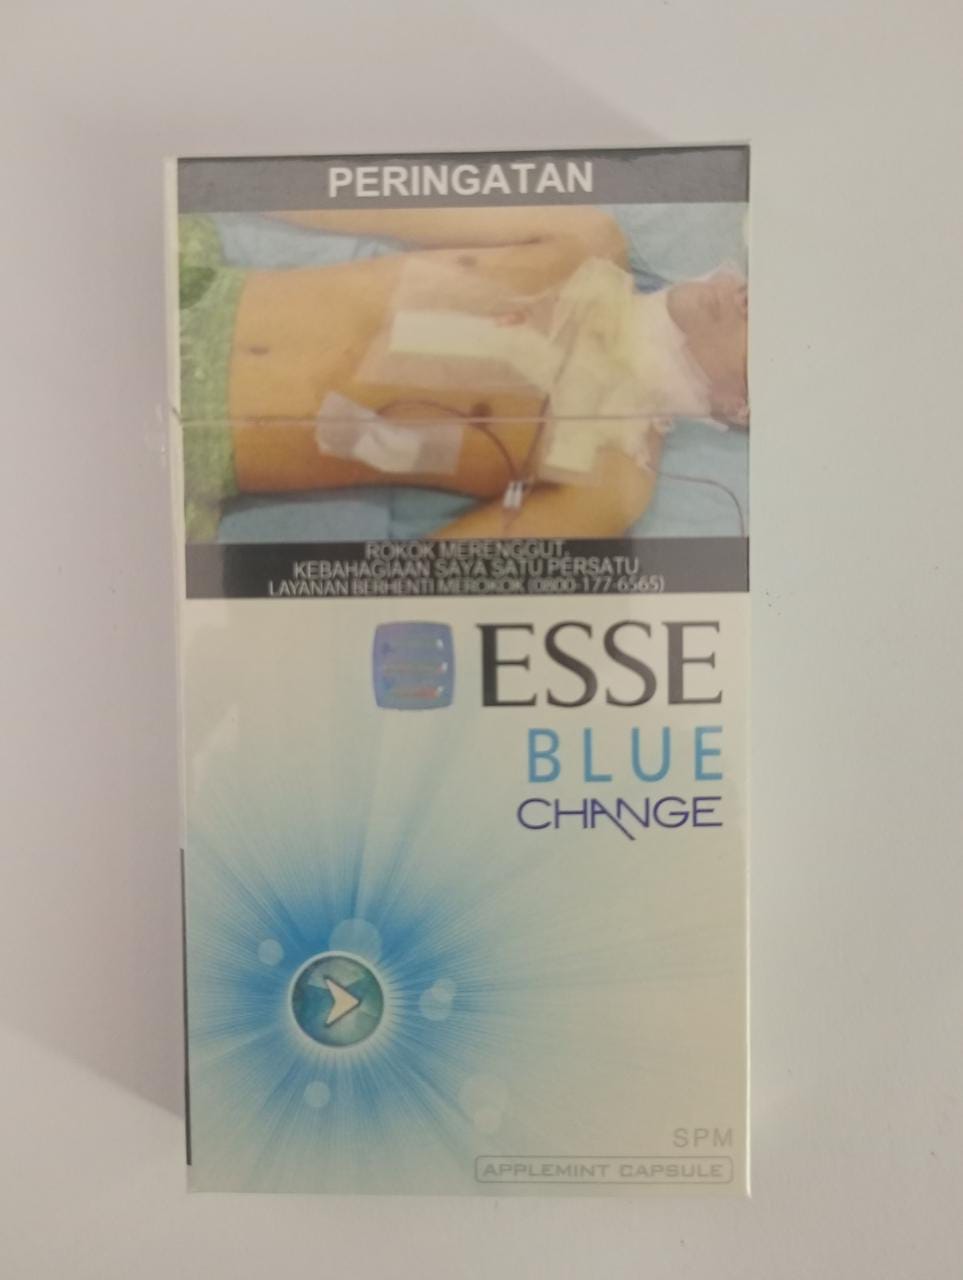 PERINGATAN
ROKOK MERENGGUT
KEBAHAGIAAN SAYA SATU PERSATU
LAYANAN BERHENTI MEROKOK (0800-177-6565)
ESSE
BLUE
CHANGE
SPM
APPLEMINT CAPSULE